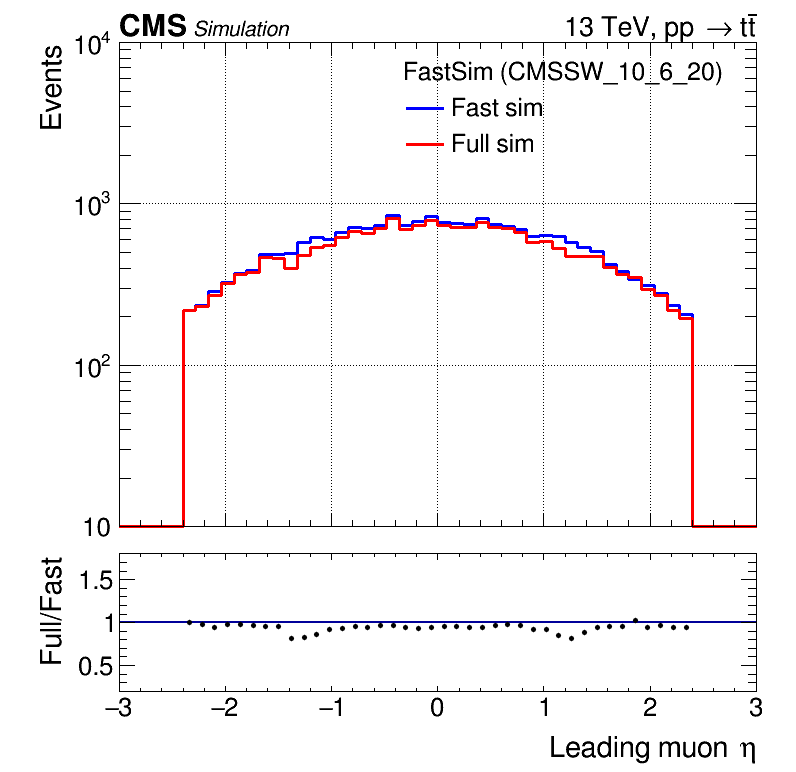 CMS Simulation 13 TeV, pp → tt̄
Events
10⁴
10³
10²
10
FastSim (CMSSW_10_6_20)
Fast sim
Full sim
Full/Fast
1.5
1
0.5
−3 −2 −1 0 1 2 3
Leading muon η